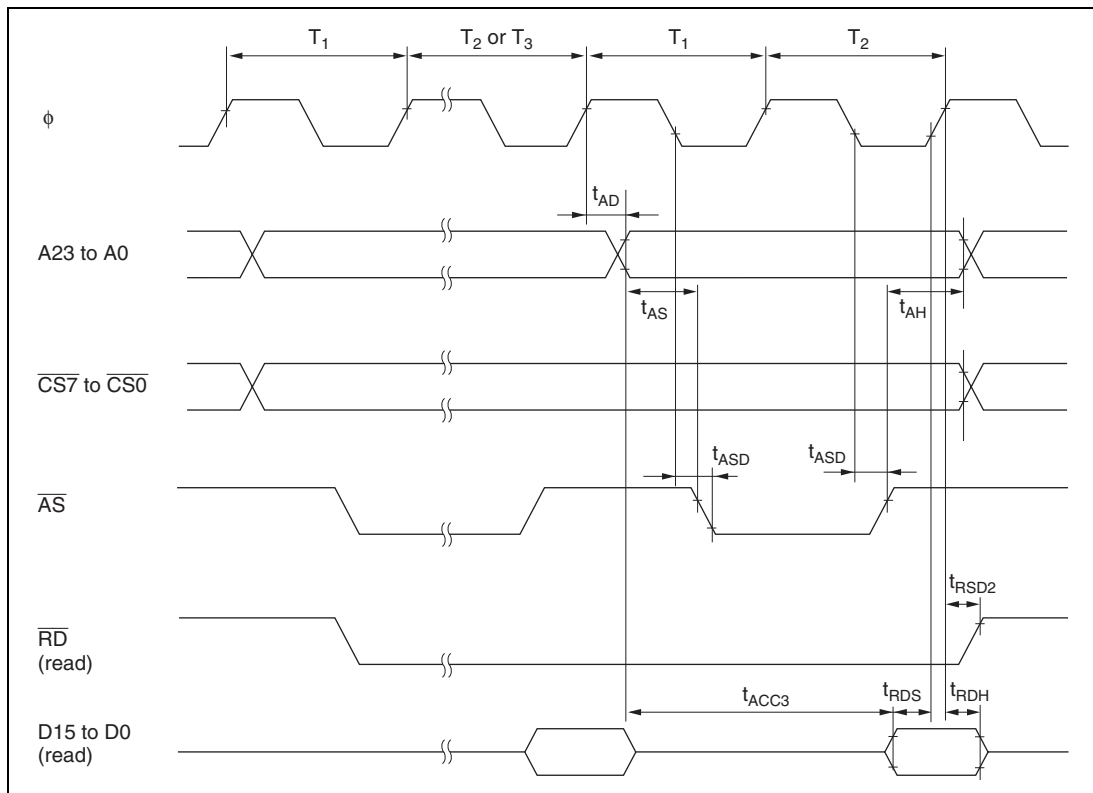 T1 T2 or T3 T1 T2
ϕ
tAD
A23 to A0
tAS tAH
CS7 to CS0
tASD tASD
AS
tRSD2
RD
(read)
tACC3 tRDS tRDH
D15 to D0
(read)